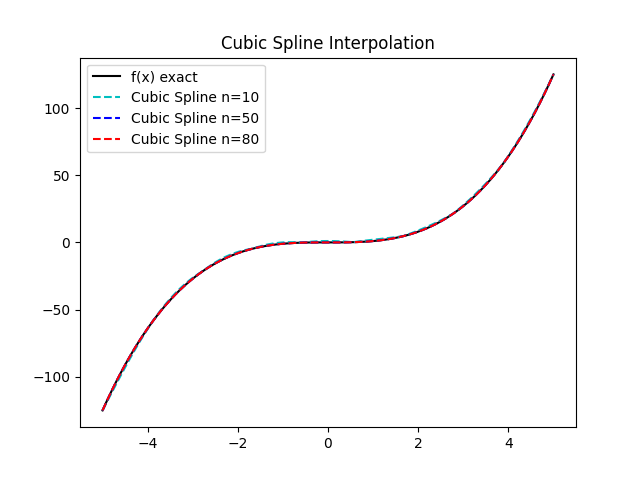 Cubic Spline Interpolation
f(x) exact
Cubic Spline n=10
Cubic Spline n=50
Cubic Spline n=80
100
50
0
−50
−100
−4
−2
0
2
4